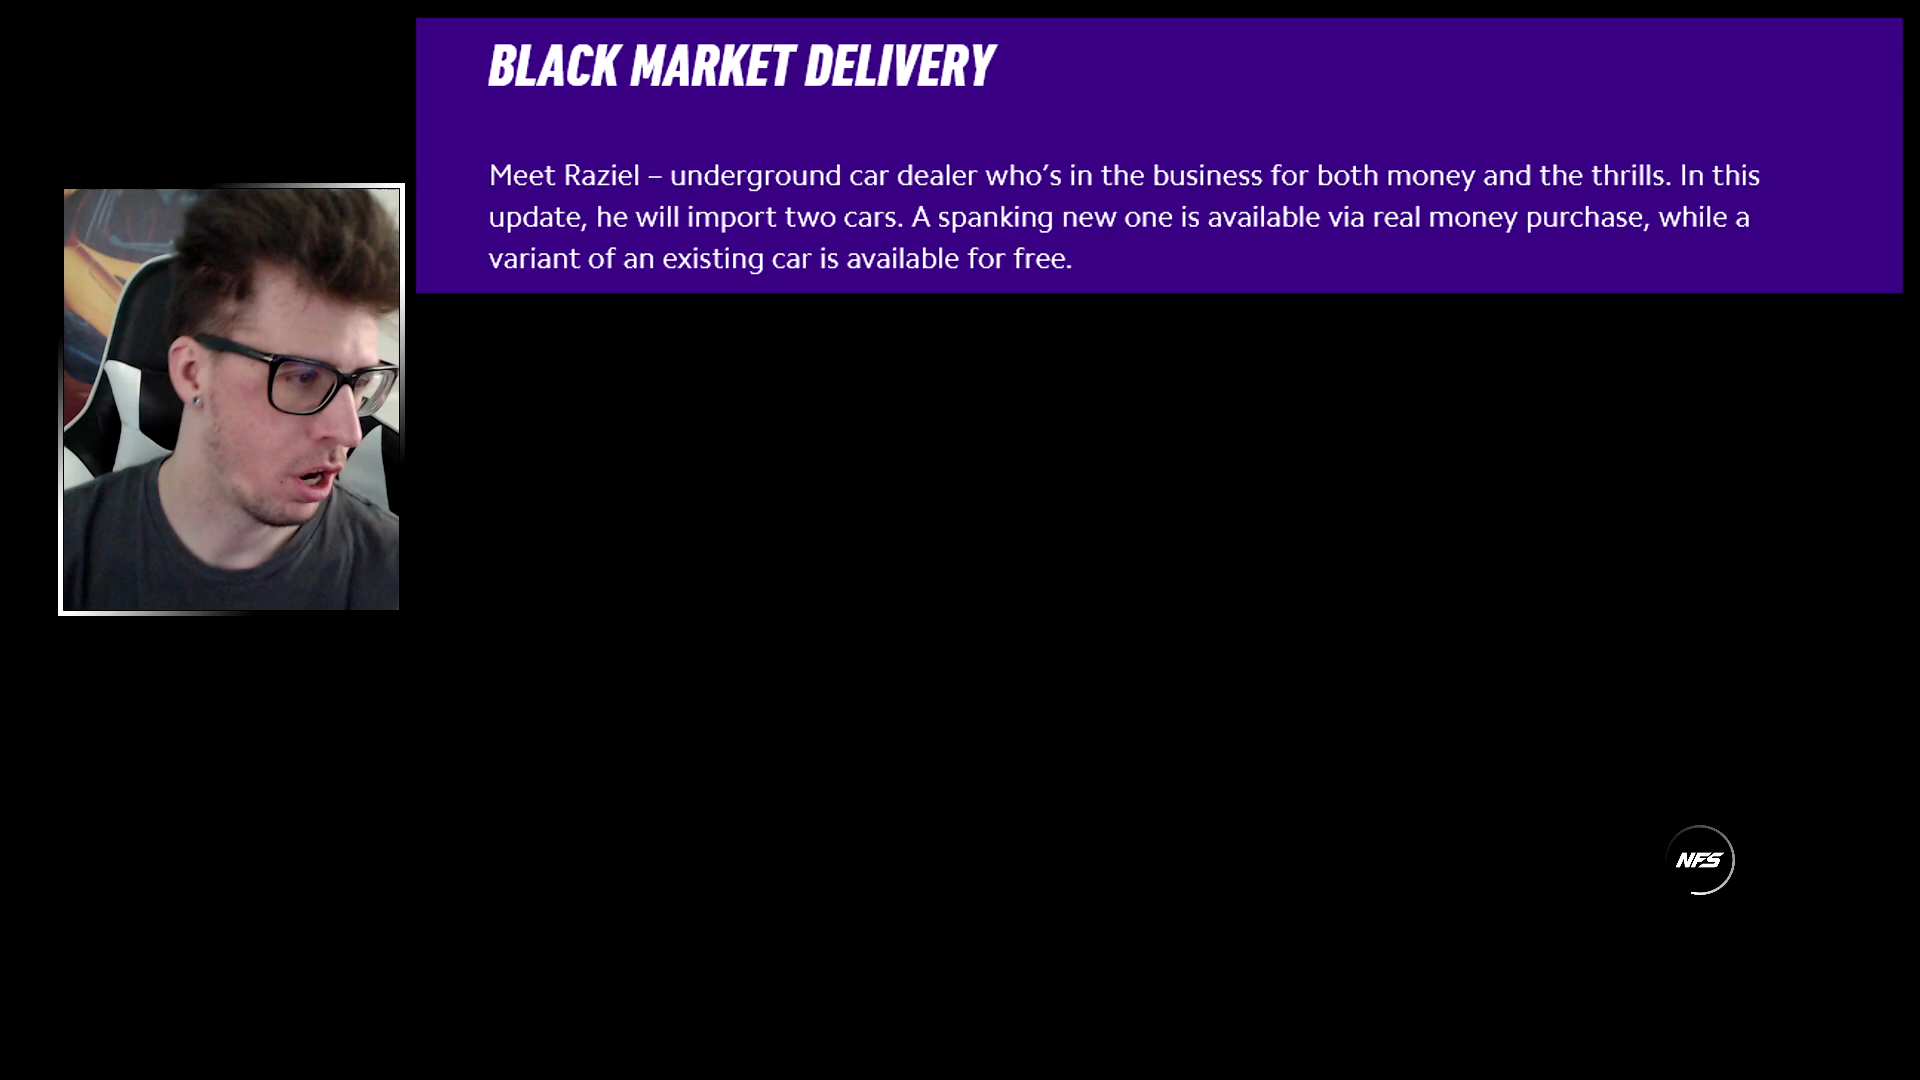 BLACK MARKET DELIVERY
Meet Raziel – underground car dealer who’s in the business for both money and the thrills. In this
update, he will import two cars. A spanking new one is available via real money purchase, while a
variant of an existing car is available for free.
NFS